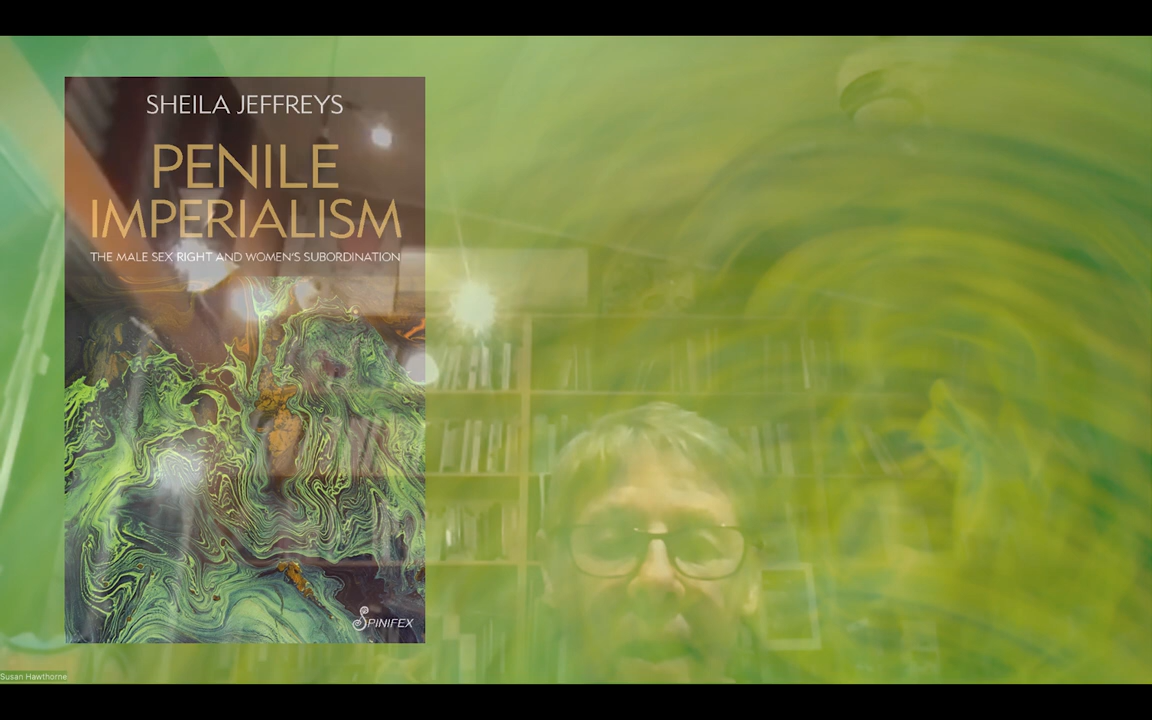 SHEILA JEFFREYS
PENILE
IMPERIALISM
THE MALE SEX RIGHT AND WOMEN'S SUBORDINATION
SPINIFEX
Susan Hawthorne